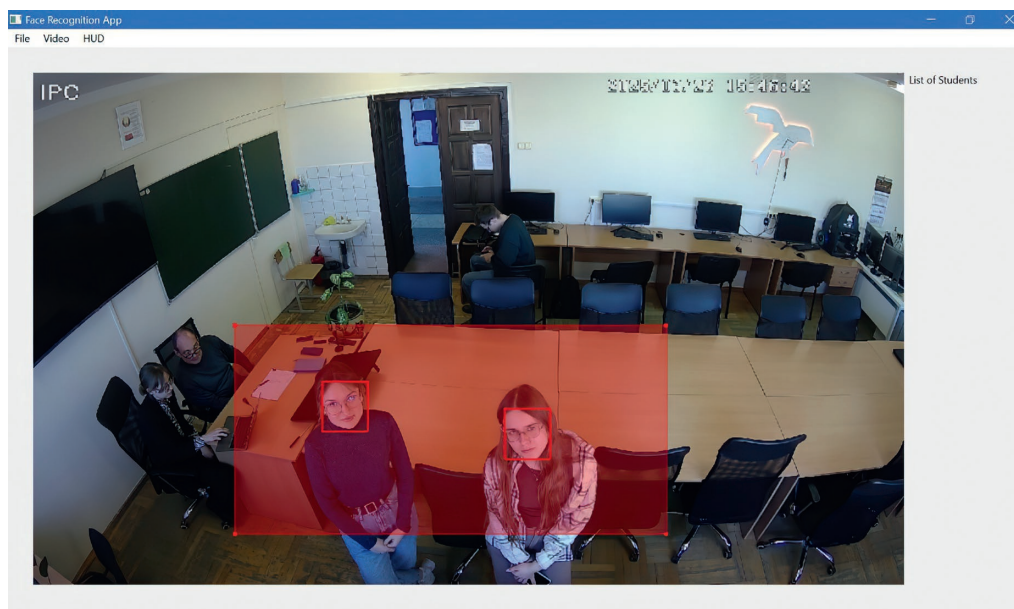 Face Recognition App
File Video HUD
IPC
List of Students